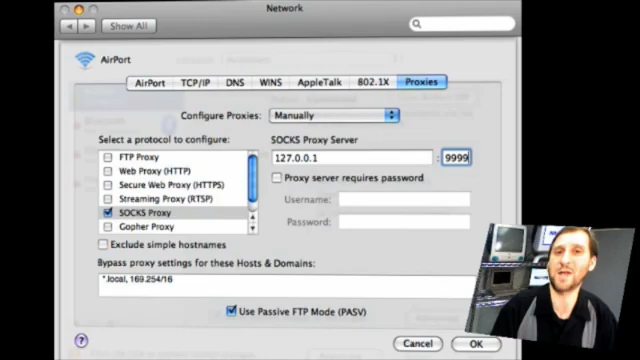 Network
Show All
AirPort
AirPort TCP/IP DNS WINS AppleTalk 802.1X Proxies
Configure Proxies: Manually
Select a protocol to configure:
FTP Proxy
Web Proxy (HTTP)
Secure Web Proxy (HTTPS)
Streaming Proxy (RTSP)
SOCKS Proxy
Gopher Proxy
SOCKS Proxy Server
127.0.0.1 : 9999
Proxy server requires password
Username:
Password:
Exclude simple hostnames
Bypass proxy settings for these Hosts & Domains:
*.local, 169.254/16
Use Passive FTP Mode (PASV)
? Cancel OK